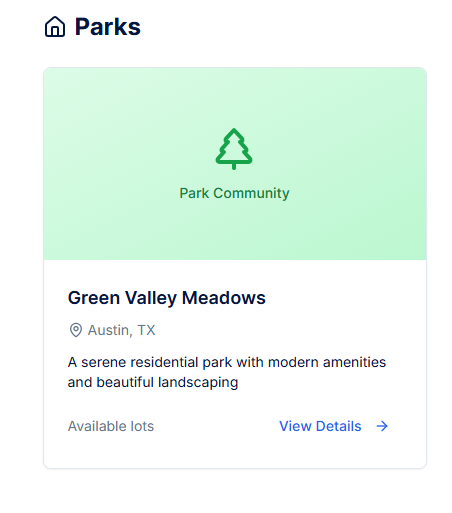 Parks
Park Community
Green Valley Meadows
Austin, TX
A serene residential park with modern amenities
and beautiful landscaping
Available lots
View Details